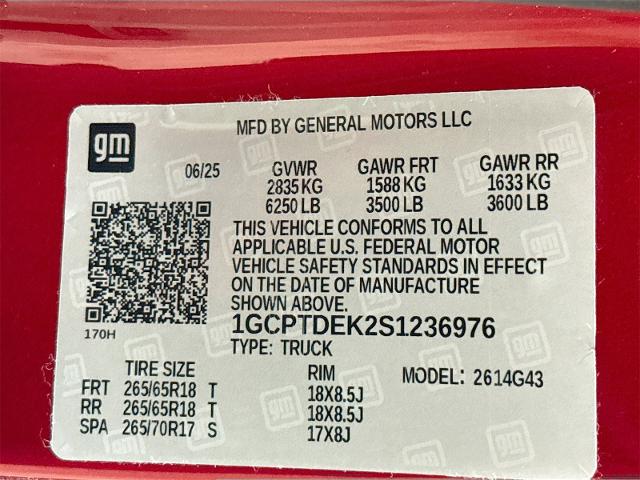 gm
MFD BY GENERAL MOTORS LLC
06/25
GVWR GAWR FRT GAWR RR
2835 KG 1588 KG 1633 KG
6250 LB 3500 LB 3600 LB
THIS VEHICLE CONFORMS TO ALL
APPLICABLE U.S. FEDERAL MOTOR
VEHICLE SAFETY STANDARDS IN EFFECT
ON THE DATE OF MANUFACTURE
SHOWN ABOVE.
170H
1GCPTDEK2S1236976
TYPE: TRUCK
TIRE SIZE RIM MODEL: 2614G43
FRT 265/65R18 T 18X8.5J
RR 265/65R18 T 18X8.5J
SPA 265/70R17 S 17X8J